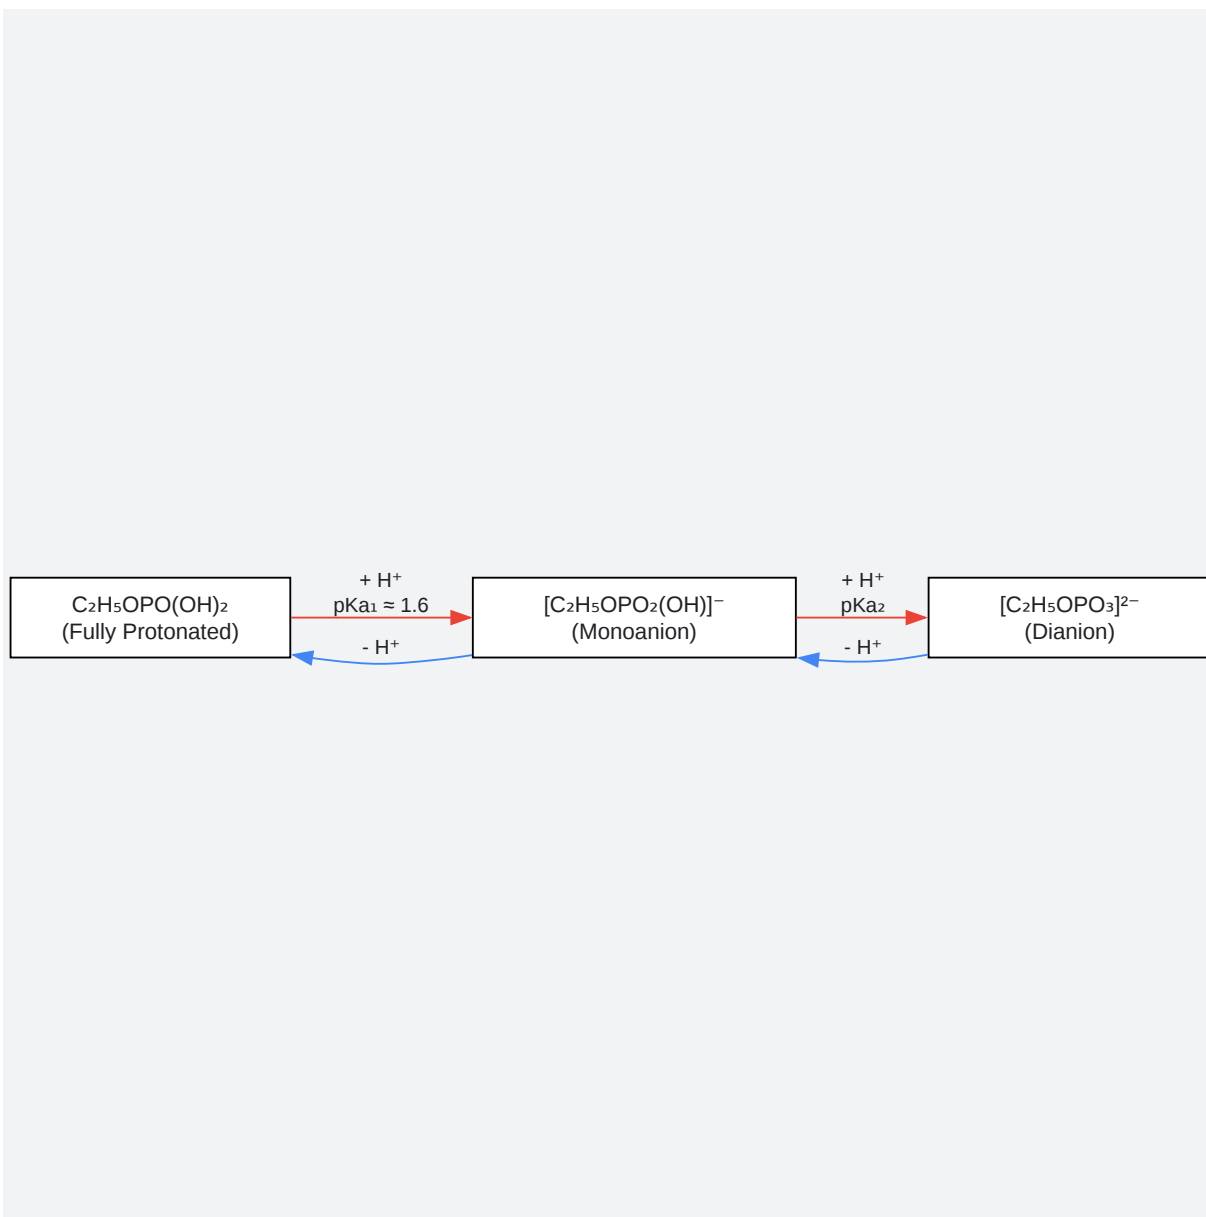 C₂H₅OPO(OH)₂
(Fully Protonated)
+ H⁺
pKa₁ ≈ 1.6
- H⁺
[C₂H₅OPO₂(OH)]⁻
(Monoanion)
+ H⁺
pKa₂
- H⁺
[C₂H₅OPO₃]²⁻
(Dianion)